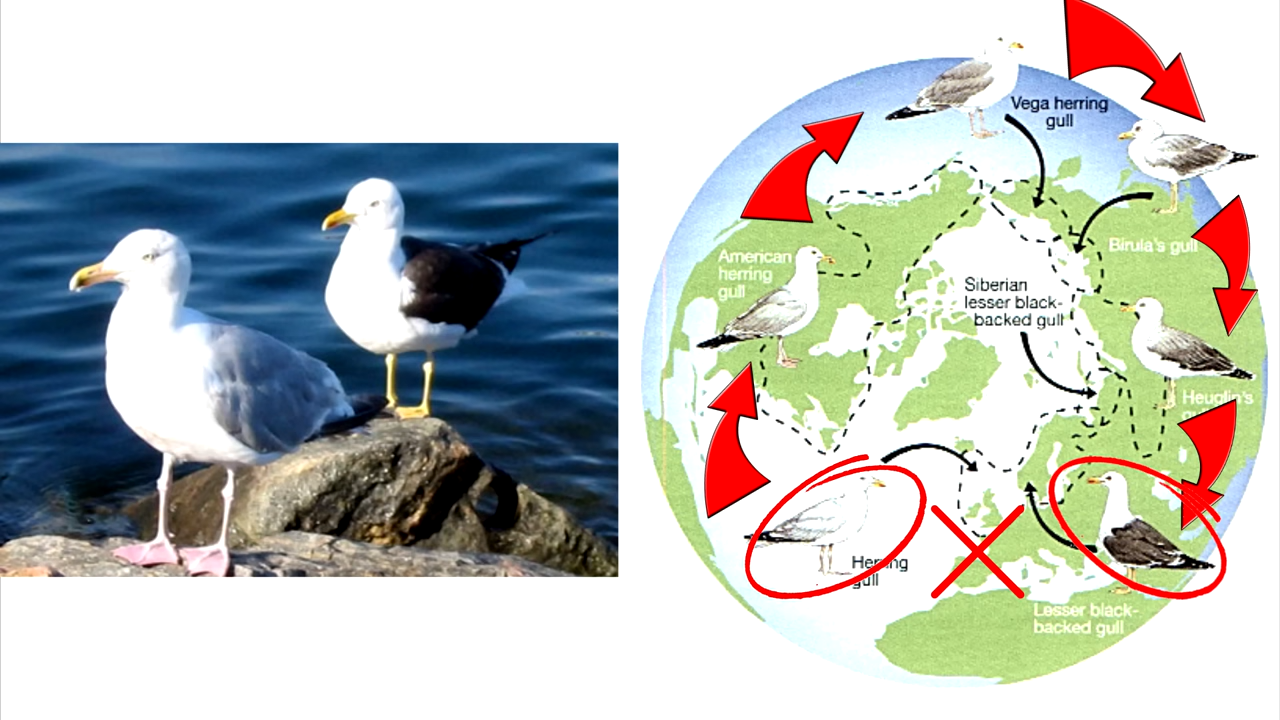 Vega herring
gull
Birula's gull
American
herring
gull
Siberian
lesser black-
backed gull
Heuglin's
Herring
gull
Lesser black-
backed gull